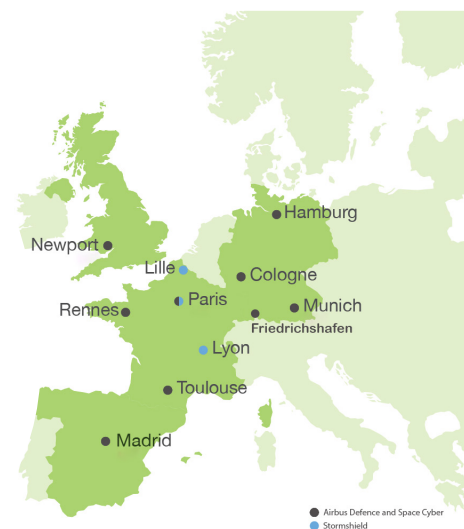 Hamburg
Newport
Lille
Cologne
Paris
Rennes
Munich
Friedrichshafen
Lyon
Toulouse
Madrid
Airbus Defence and Space Cyber
Stormshield